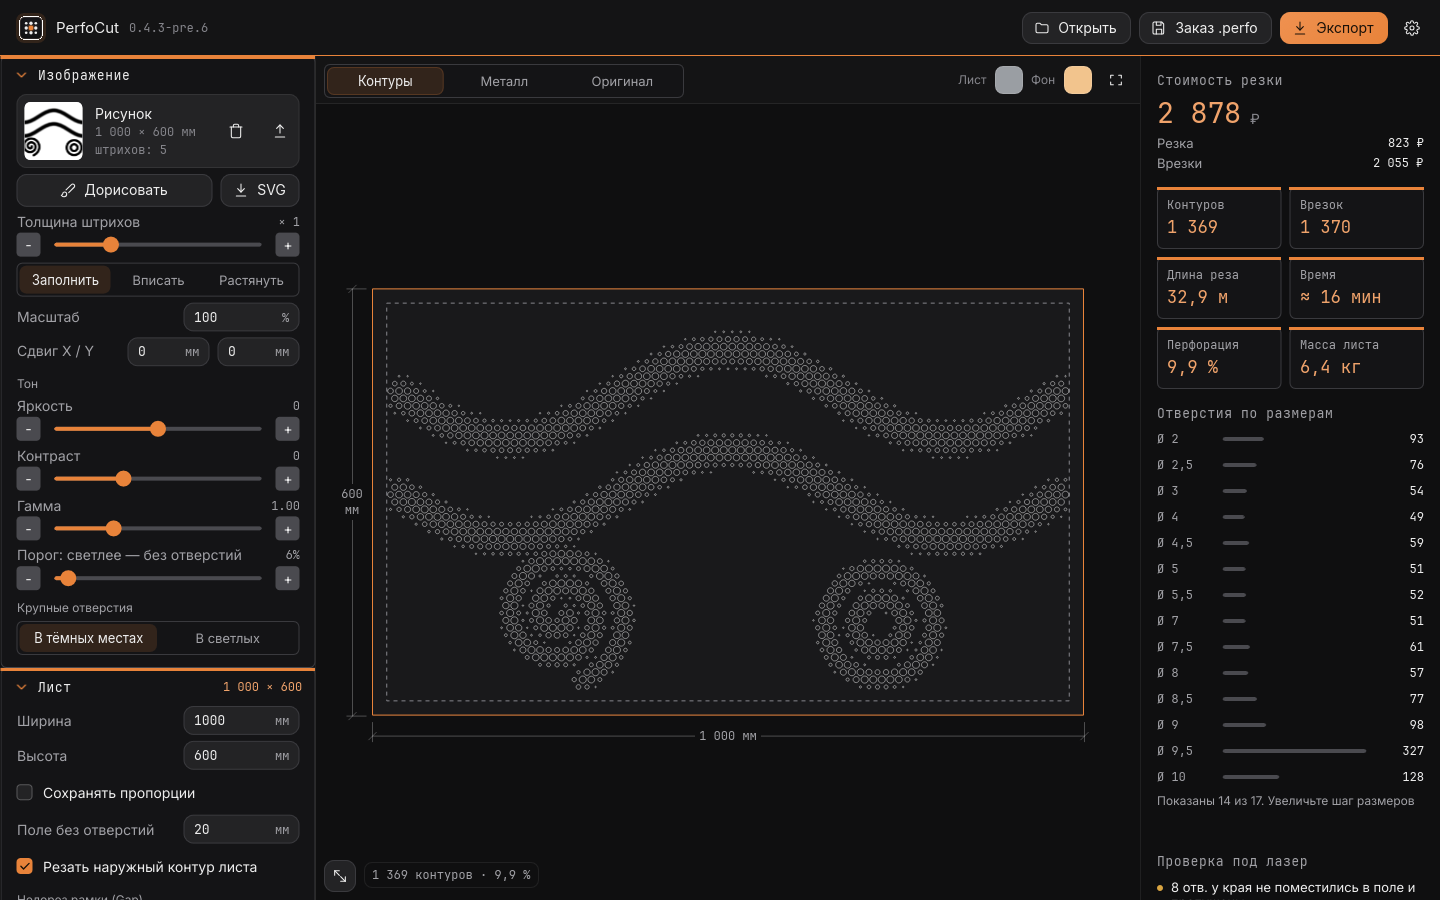 PerfoCut 0.4.3-pre.6
Открыть
Заказ .perfo
Экспорт
Изображение
Рисунок
1 000 × 600 мм
штрихов: 5
Дорисовать
SVG
Толщина штрихов × 1
- +
Заполнить Вписать Растянуть
Масштаб 100 %
Сдвиг X / Y 0 мм 0 мм
Тон
Яркость 0
- +
Контраст 0
- +
Гамма 1.00
- +
Порог: светлее — без отверстий 6%
- +
Крупные отверстия
В тёмных местах В светлых
Лист 1 000 × 600
Ширина 1000 мм
Высота 600 мм
Сохранять пропорции
Поле без отверстий 20 мм
Резать наружный контур листа
Недорез рамки (Gap)
Контуры Металл Оригинал
Лист Фон
600
мм
1 000 мм
1 369 контуров · 9,9 %
Стоимость резки
2 878 ₽
Резка 823 ₽
Врезки 2 055 ₽
Контуров
1 369
Врезок
1 370
Длина реза
32,9 м
Время
≈ 16 мин
Перфорация
9,9 %
Масса листа
6,4 кг
Отверстия по размерам
Ø 2 93
Ø 2,5 76
Ø 3 54
Ø 4 49
Ø 4,5 59
Ø 5 51
Ø 5,5 52
Ø 7 51
Ø 7,5 61
Ø 8 57
Ø 8,5 77
Ø 9 98
Ø 9,5 327
Ø 10 128
Показаны 14 из 17. Увеличьте шаг размеров
Проверка под лазер
8 отв. у края не поместились в поле и